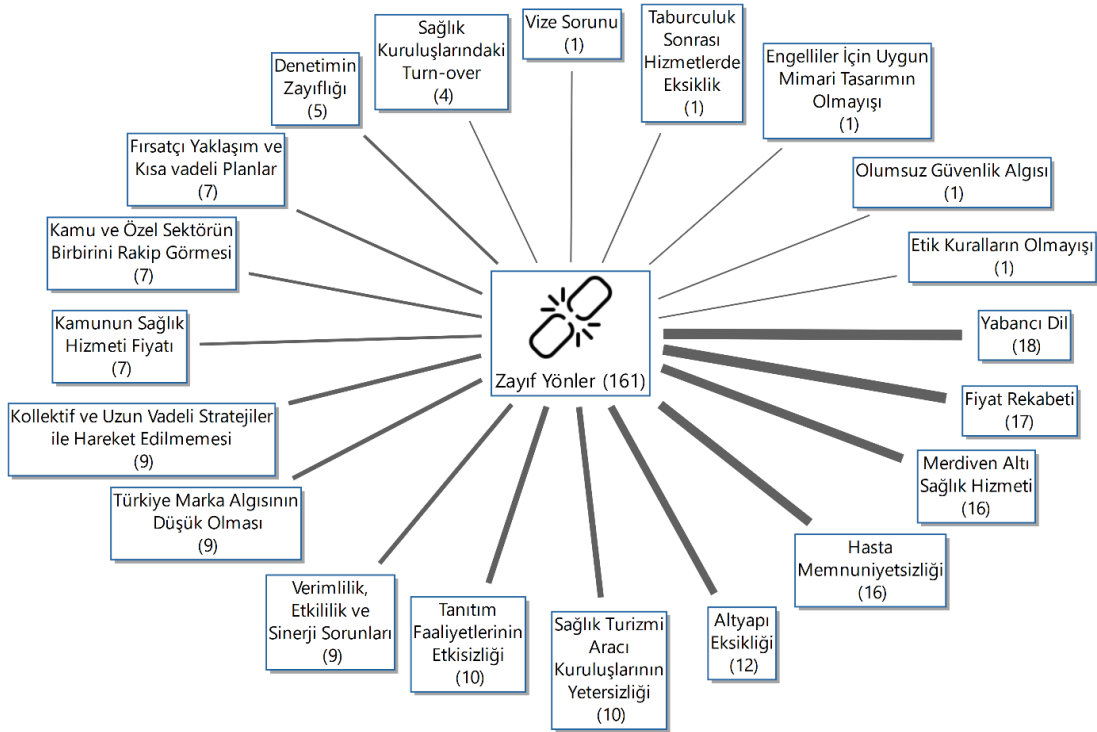 Vize Sorunu
(1)
Taburculuk
Sonrası
Hizmetlerde
Eksiklik
(1)
Engelliler İçin Uygun
Mimari Tasarımın
Olmayışı
(1)
Olumsuz Güvenlik Algısı
(1)
Etik Kuralların Olmayışı
(1)
Yabancı Dil
(18)
Fiyat Rekabeti
(17)
Merdiven Altı
Sağlık Hizmeti
(16)
Hasta
Memnuniyetsizliği
(16)
Altyapı
Eksikliği
(12)
Sağlık Turizmi
Aracı
Kuruluşlarının
Yetersizliği
(10)
Tanıtım
Faaliyetlerinin
Etkisizliği
(10)
Verimlilik,
Etkililik ve
Sinerji Sorunları
(9)
Türkiye Marka Algısının
Düşük Olması
(9)
Kollektif ve Uzun Vadeli Stratejiler
ile Hareket Edilmemesi
(9)
Kamunun Sağlık
Hizmeti Fiyatı
(7)
Kamu ve Özel Sektörün
Birbirini Rakip Görmesi
(7)
Fırsatçı Yaklaşım ve
Kısa vadeli Planlar
(7)
Denetimin
Zayıflığı
(5)
Sağlık
Kuruluşlarındaki
Turn-over
(4)
Zayıf Yönler (161)